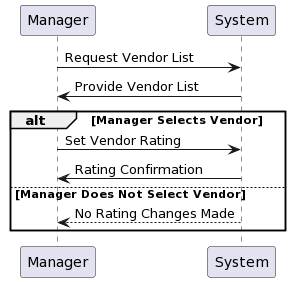 Manager System
Request Vendor List
Provide Vendor List
alt [Manager Selects Vendor]
Set Vendor Rating
Rating Confirmation
[Manager Does Not Select Vendor]
No Rating Changes Made
Manager System